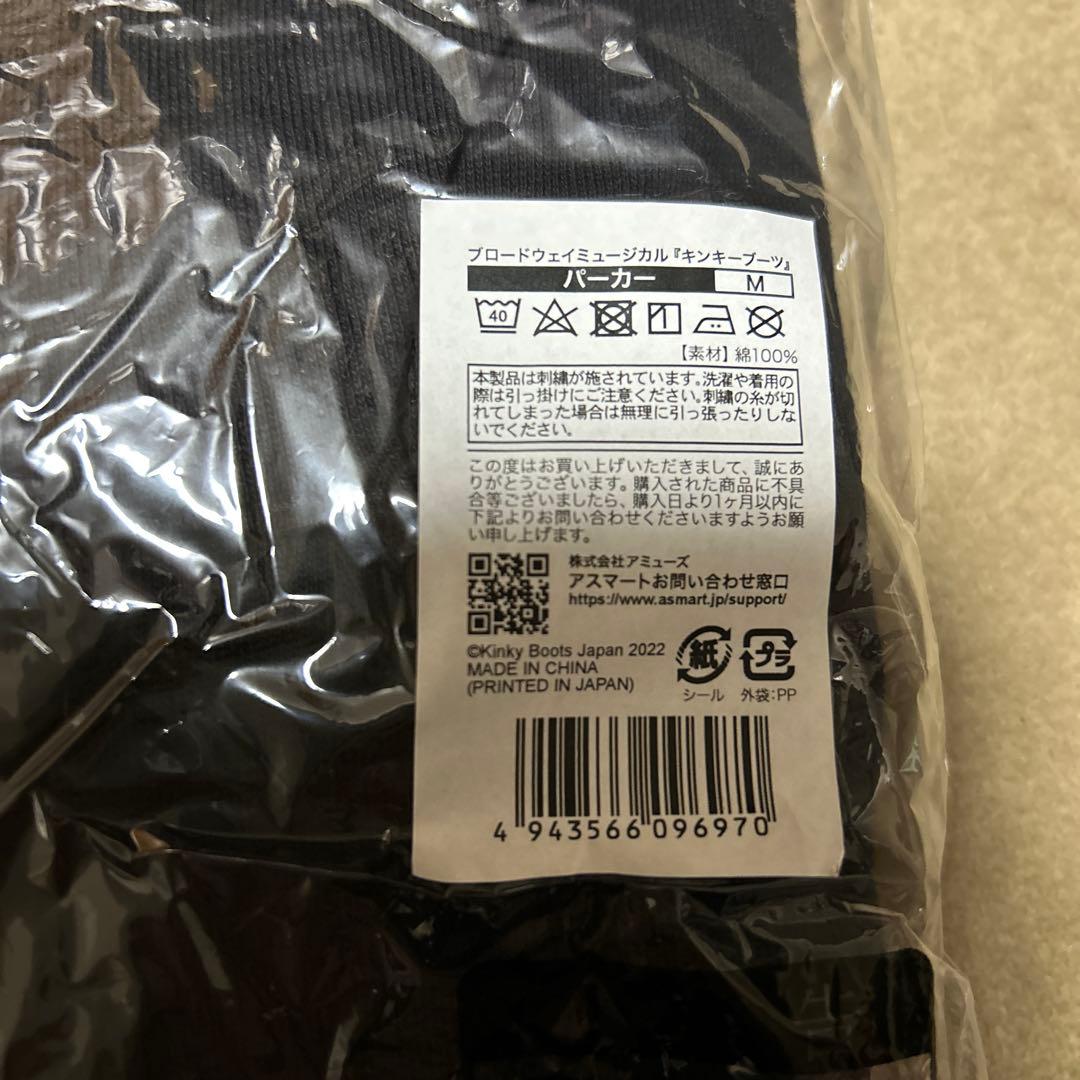 ブロードウェイミュージカル『キンキーブーツ』
パーカー M
40
【素材】綿100%
本製品は刺繍が施されています。洗濯や着用の
際は引っ掛けにご注意ください。刺繍の糸が切
れてしまった場合は無理に引っ張ったりしな
いでください。
この度はお買い上げいただきまして、誠にあ
りがとうございます。購入された商品に不具
合等ございましたら、購入日より1ヶ月以内に
下記よりお問い合わせくださいますようお願
い申し上げます。
株式会社アミューズ
アスマートお問い合わせ窓口
https://www.asmart.jp/support/
©Kinky Boots Japan 2022
MADE IN CHINA
(PRINTED IN JAPAN)
紙 プラ
シール 外袋:PP
4 943566 096970